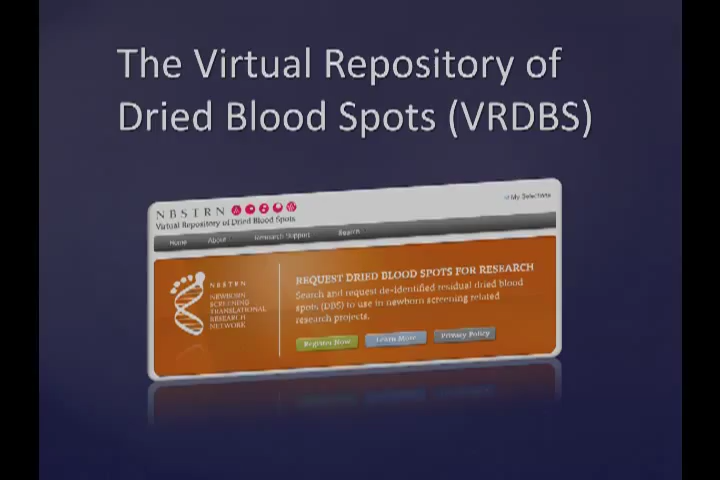 The Virtual Repository of
Dried Blood Spots (VRDBS)
NBSTRN
My Selections
Virtual Repository of Dried Blood Spots
Home About Research Support Search
NBSTRN
NEWBORN
SCREENING
TRANSLATIONAL
RESEARCH
NETWORK
REQUEST DRIED BLOOD SPOTS FOR RESEARCH
Search and request de-identified residual dried blood
spots (DBS) to use in newborn screening related
research projects.
Register Now Learn More Privacy Policy